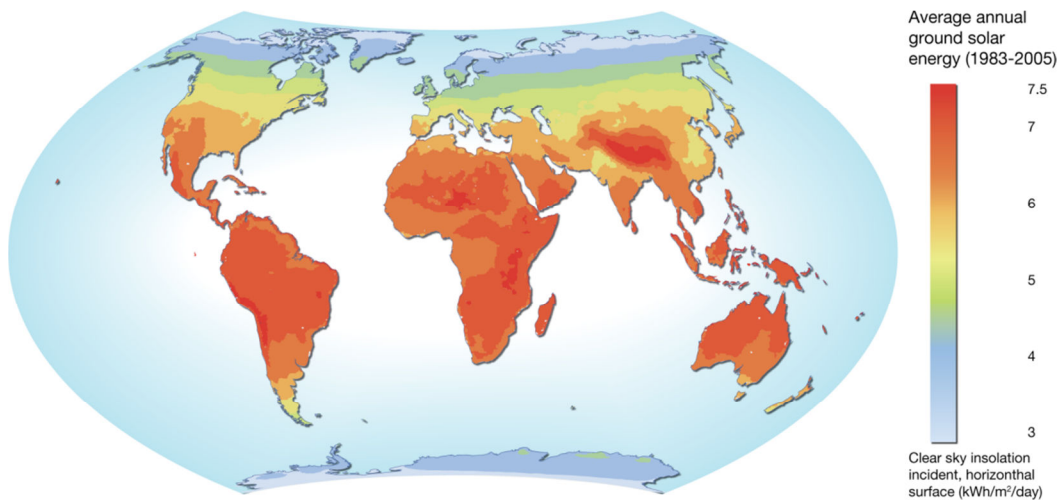 Average annual
ground solar
energy (1983-2005)
7.5
7
6
5
4
3
Clear sky insolation
incident, horizonthal
surface (kWh/m²/day)